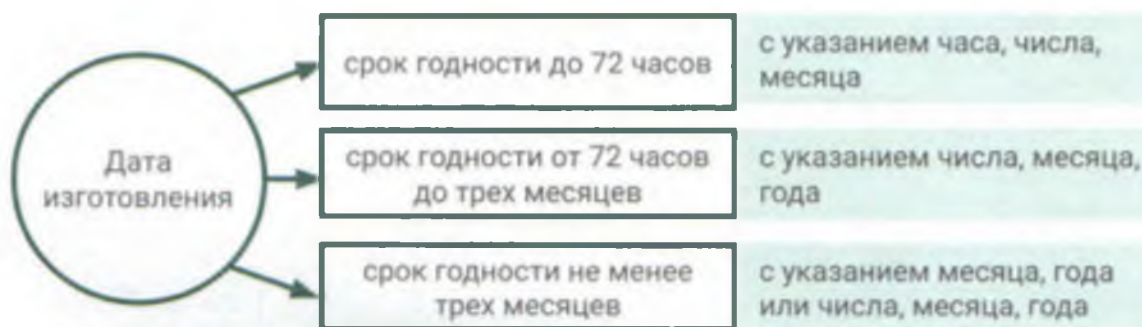 Дата
изготовления
срок годности до 72 часов
с указанием часа, числа,
месяца
срок годности от 72 часов
до трех месяцев
с указанием числа, месяца,
года
срок годности не менее
трех месяцев
с указанием месяца, года
или числа, месяца, года